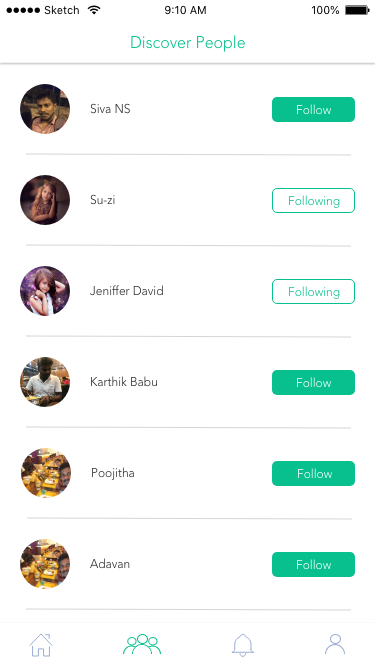 Sketch 9:10 AM 100%
Discover People
Siva NS Follow
Su-zi Following
Jeniffer David Following
Karthik Babu Follow
Poojitha Follow
Adavan Follow